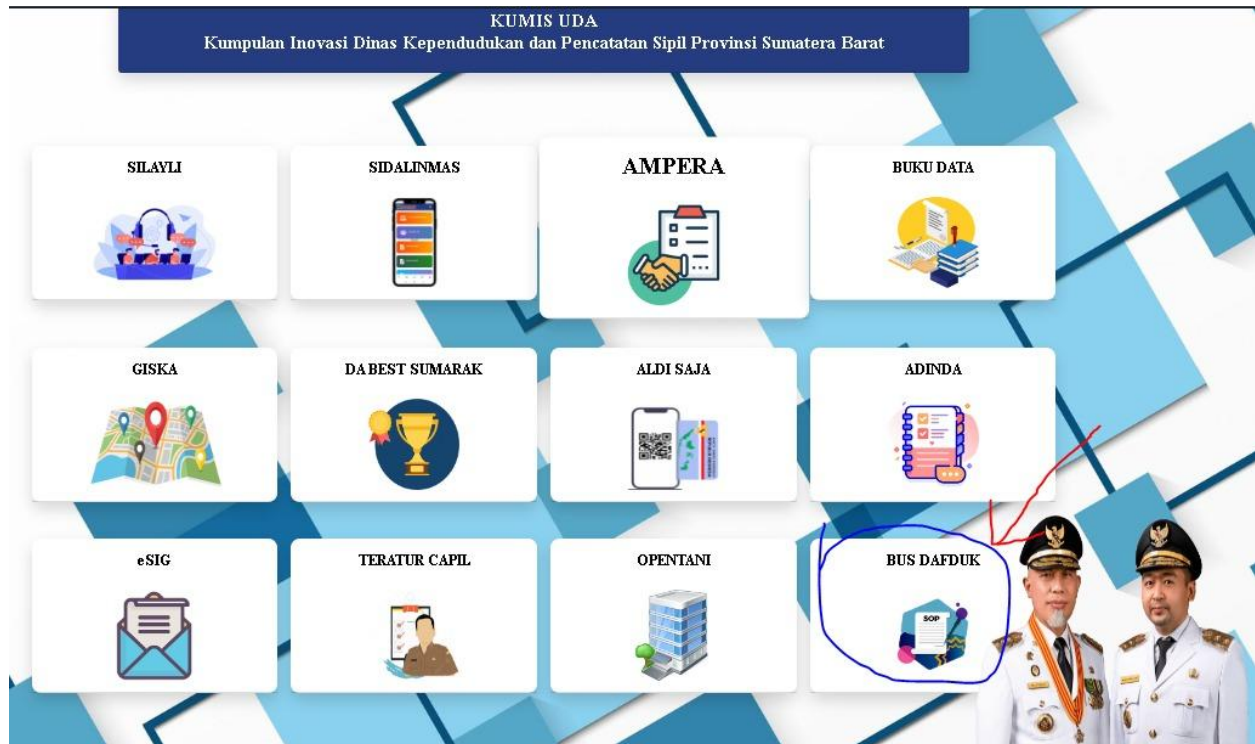 KUMIS UDA
Kumpulan Inovasi Dinas Kependudukan dan Pencatatan Sipil Provinsi Sumatera Barat
SILAYLI
SIDALINMAS
AMPERA
BUKU DATA
GISKA
DA BEST SUMARAK
ALDI SAJA
ADINDA
eSIG
TERATUR CAPIL
OPENTANI
BUS DAFDUK
SOP